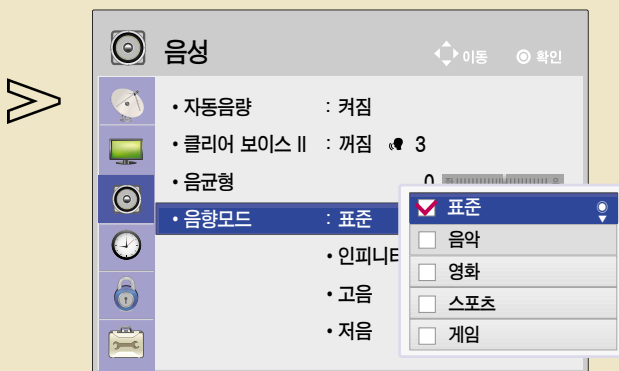 음성 이동 확인
• 자동음량 : 켜짐
• 클리어 보이스 II : 꺼짐 3
• 음균형 0 좌 우
• 음향모드 : 표준
• 인피니티
• 고음
• 저음
표준
음악
영화
스포츠
게임